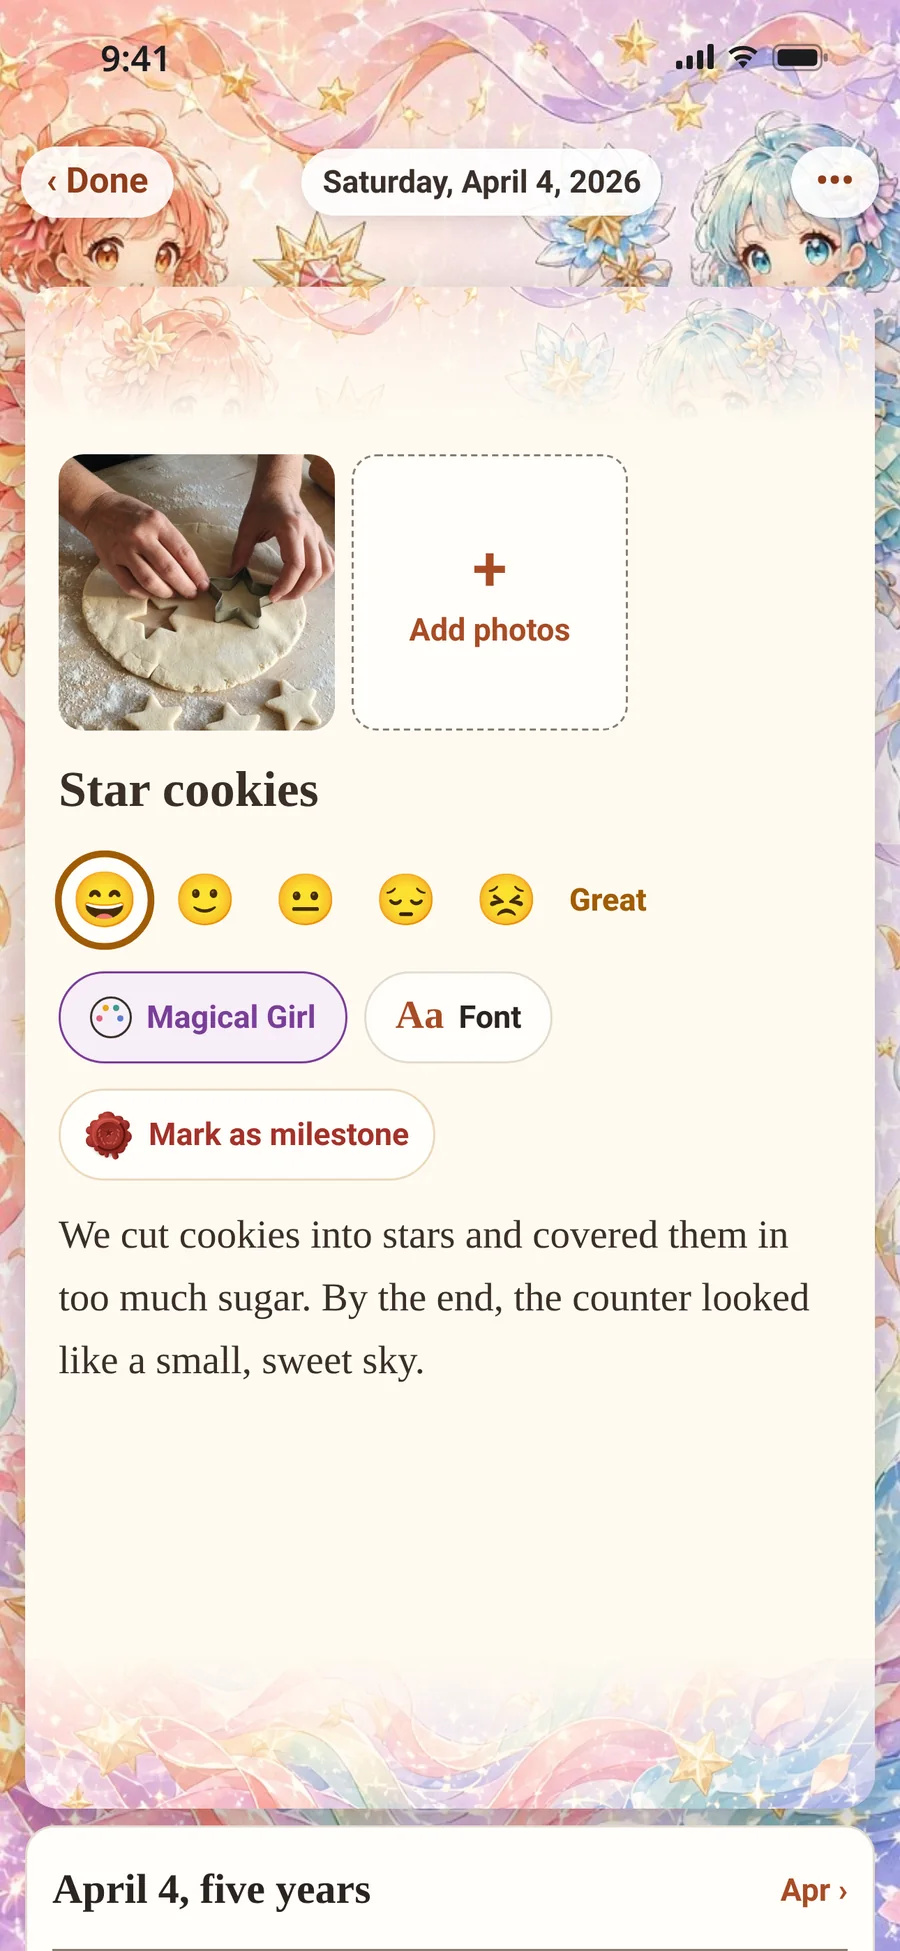 9:41
‹ Done
Saturday, April 4, 2026
•••
+
Add photos
Star cookies
Great
Magical Girl
Aa Font
Mark as milestone
We cut cookies into stars and covered them in
too much sugar. By the end, the counter looked
like a small, sweet sky.
April 4, five years
Apr ›